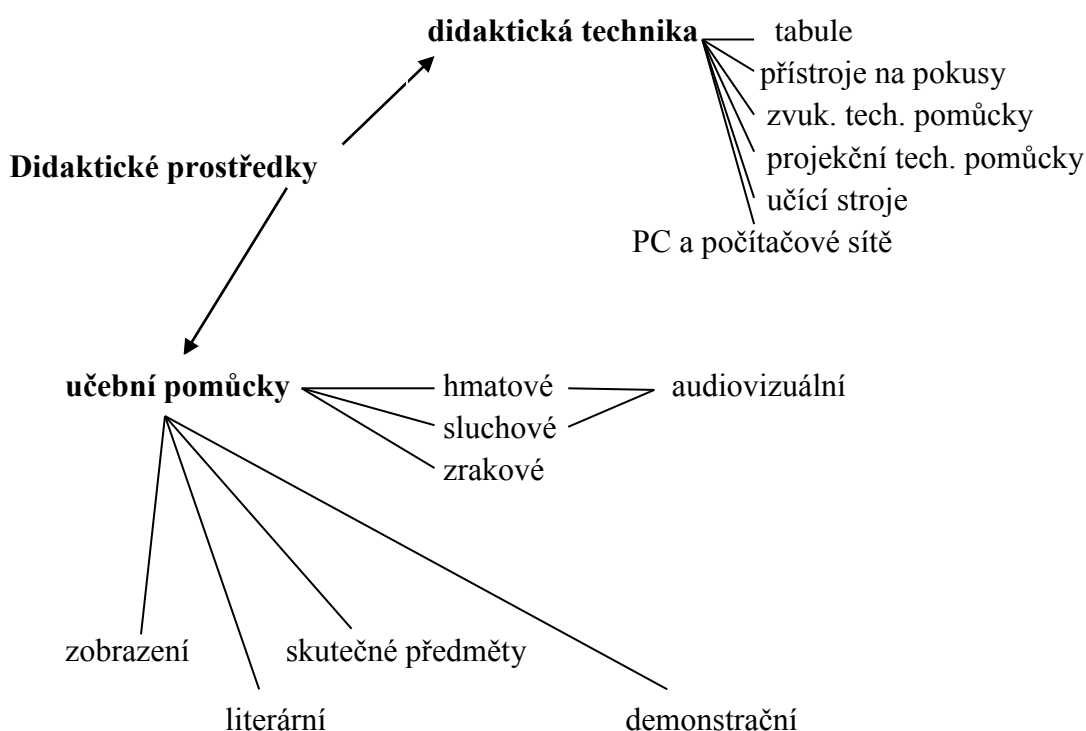 didaktická technika
tabule
přístroje na pokusy
zvuk. tech. pomůcky
Didaktické prostředky
projekční tech. pomůcky
učící stroje
PC a počítačové sítě
učební pomůcky
hmatové
audiovizuální
sluchové
zrakové
zobrazení
skutečné předměty
literární
demonstrační